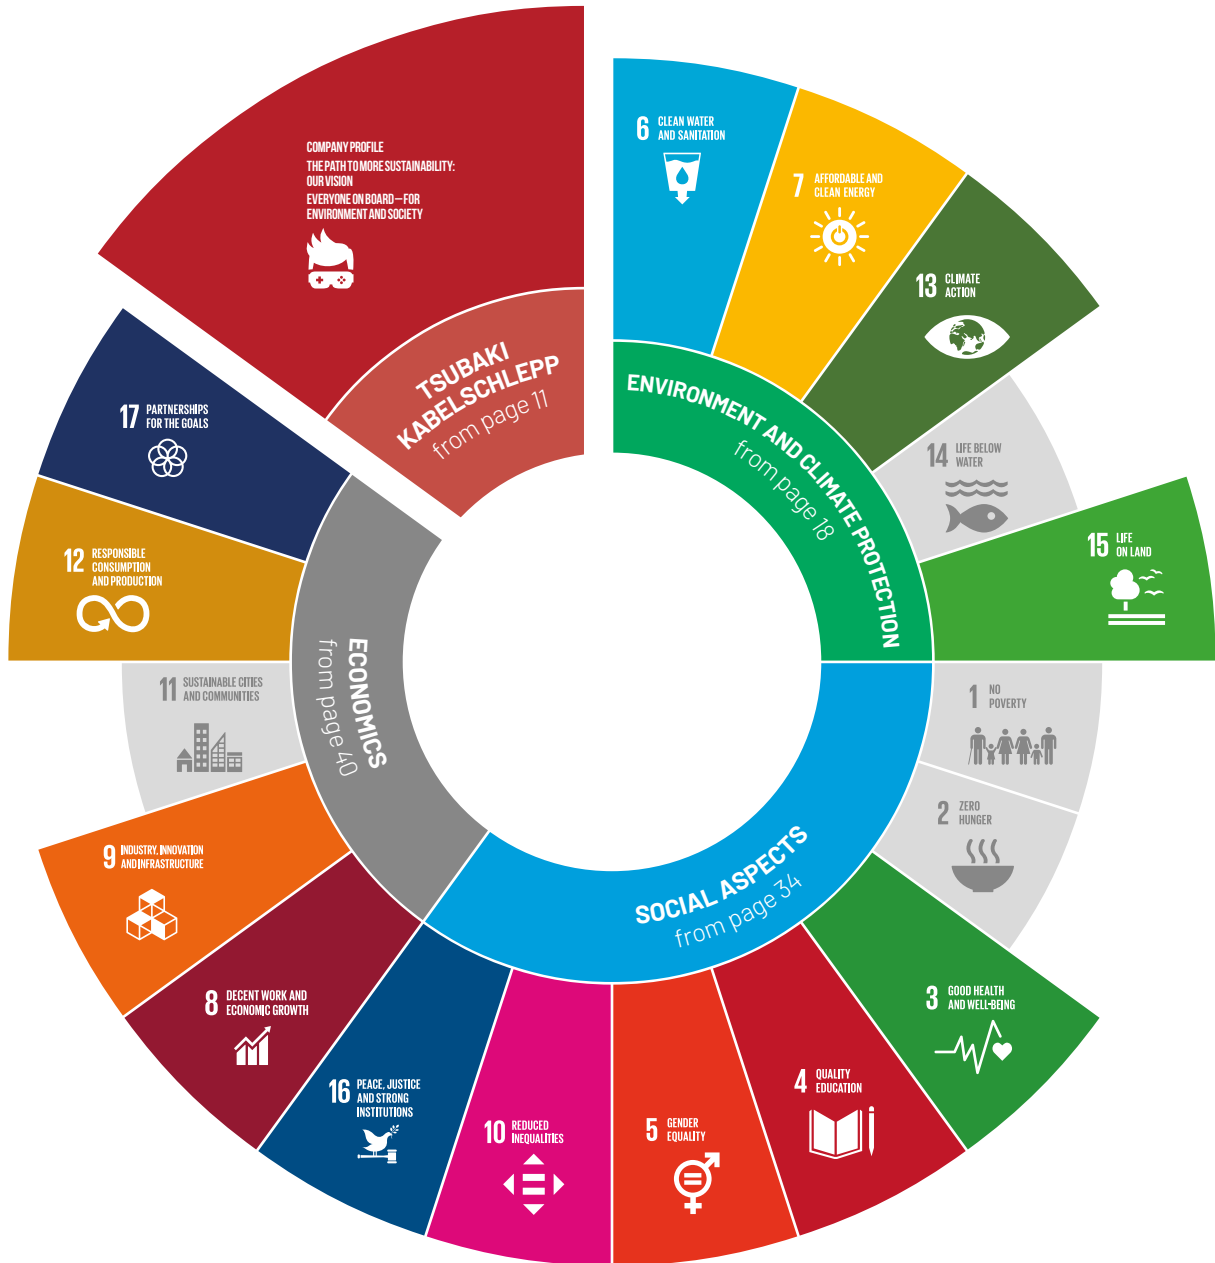 COMPANY PROFILE
THE PATH TO MORE SUSTAINABILITY:
OUR VISION
EVERYONE ON BOARD – FOR
ENVIRONMENT AND SOCIETY
TSUBAKI
KABELSCHLEPP
from page 11
6 CLEAN WATER
AND SANITATION
7 AFFORDABLE AND
CLEAN ENERGY
13 CLIMATE
ACTION
14 LIFE BELOW
WATER
15 LIFE
ON LAND
ENVIRONMENT AND CLIMATE PROTECTION
from page 18
1 NO
POVERTY
2 ZERO
HUNGER
3 GOOD HEALTH
AND WELL-BEING
4 QUALITY
EDUCATION
5 GENDER
EQUALITY
10 REDUCED
INEQUALITIES
16 PEACE, JUSTICE
AND STRONG
INSTITUTIONS
SOCIAL ASPECTS
from page 34
8 DECENT WORK AND
ECONOMIC GROWTH
9 INDUSTRY, INNOVATION
AND INFRASTRUCTURE
11 SUSTAINABLE CITIES
AND COMMUNITIES
12 RESPONSIBLE
CONSUMPTION
AND PRODUCTION
17 PARTNERSHIPS
FOR THE GOALS
ECONOMICS
from page 40